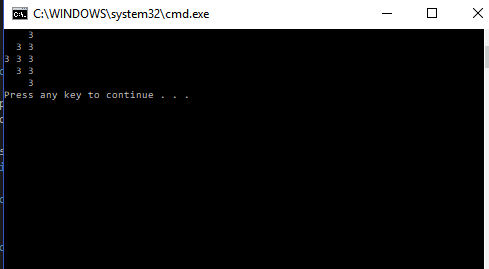 C:\WINDOWS\system32\cmd.exe
    3
  3 3
3 3 3
  3 3
    3
Press any key to continue . . .